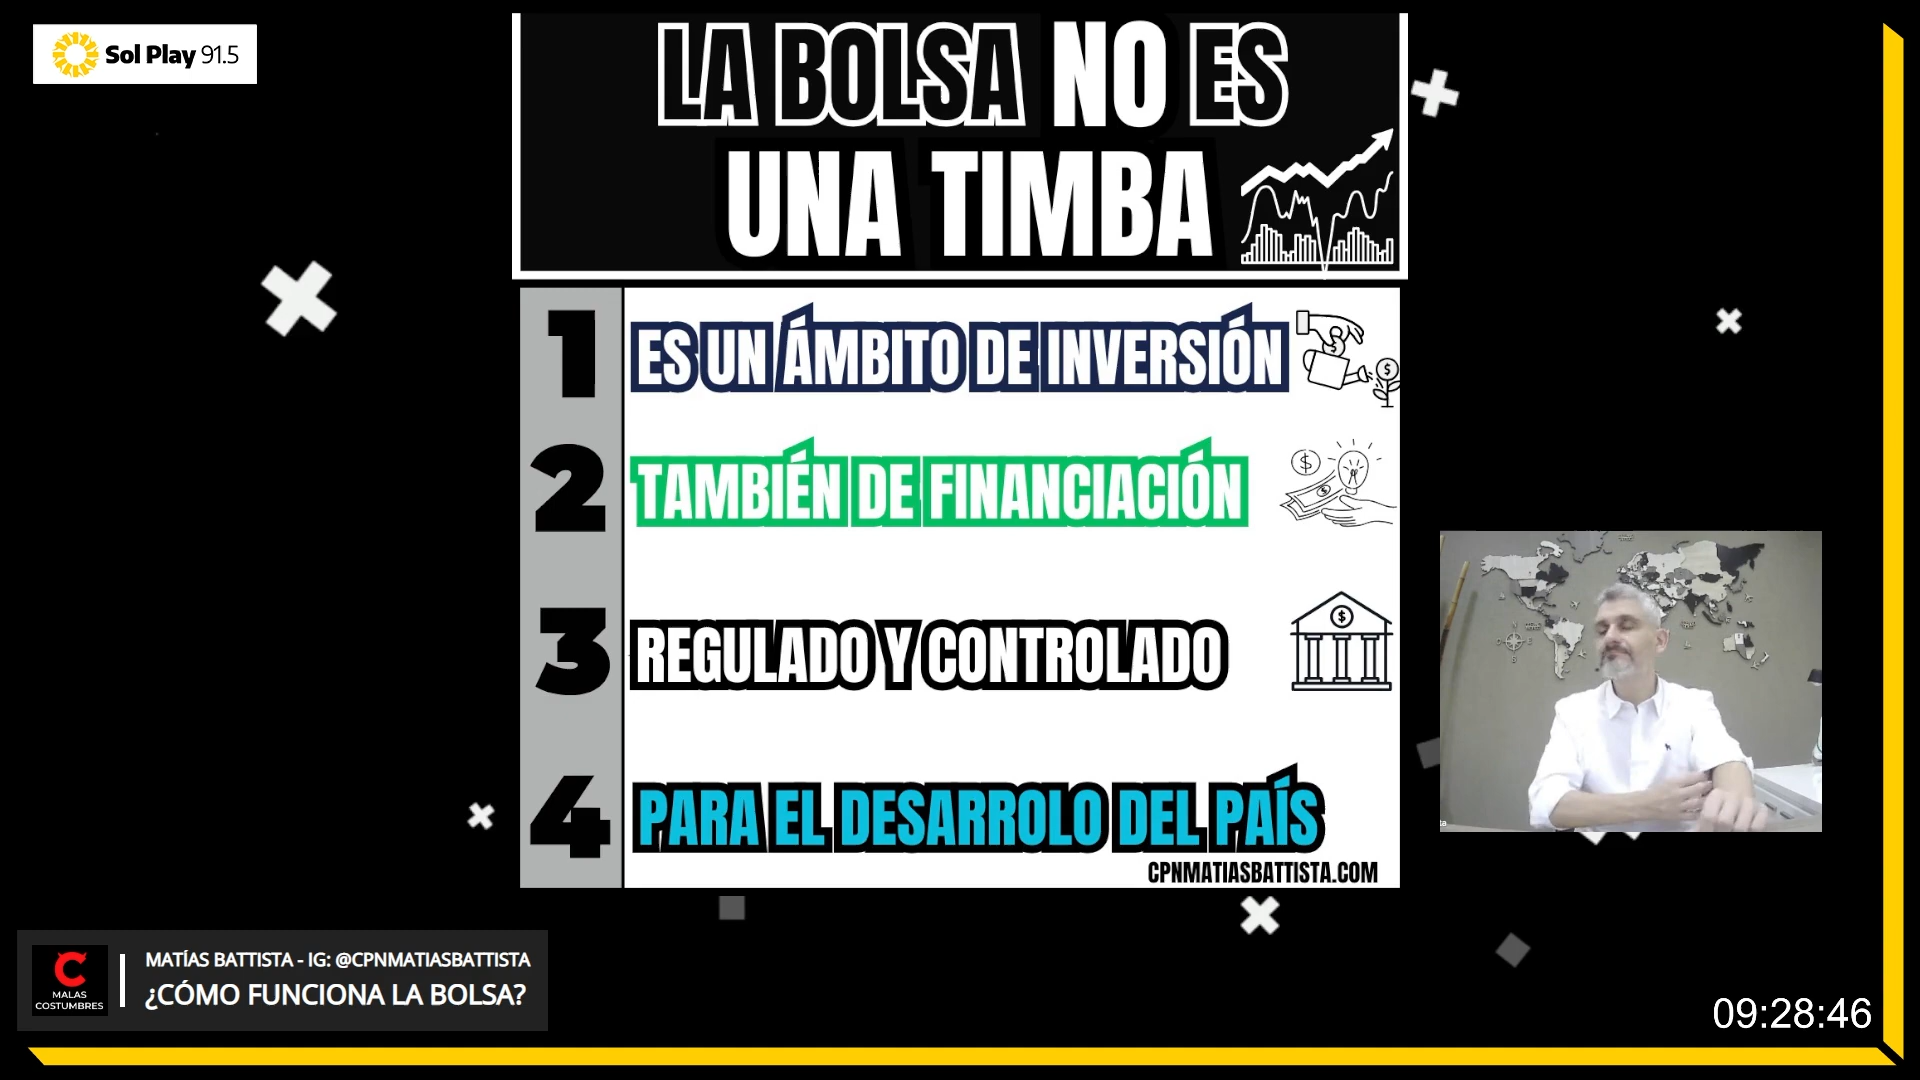 Sol Play 91.5
LA BOLSA NO ES
UNA TIMBA
1 ES UN ÁMBITO DE INVERSIÓN
2 TAMBIÉN DE FINANCIACIÓN
3 REGULADO Y CONTROLADO
4 PARA EL DESARROLO DEL PAÍS
CPNMATIASBATTISTA.COM
C
MALAS
COSTUMBRES
MATÍAS BATTISTA - IG: @CPNMATIASBATTISTA
¿CÓMO FUNCIONA LA BOLSA?
09:28:46